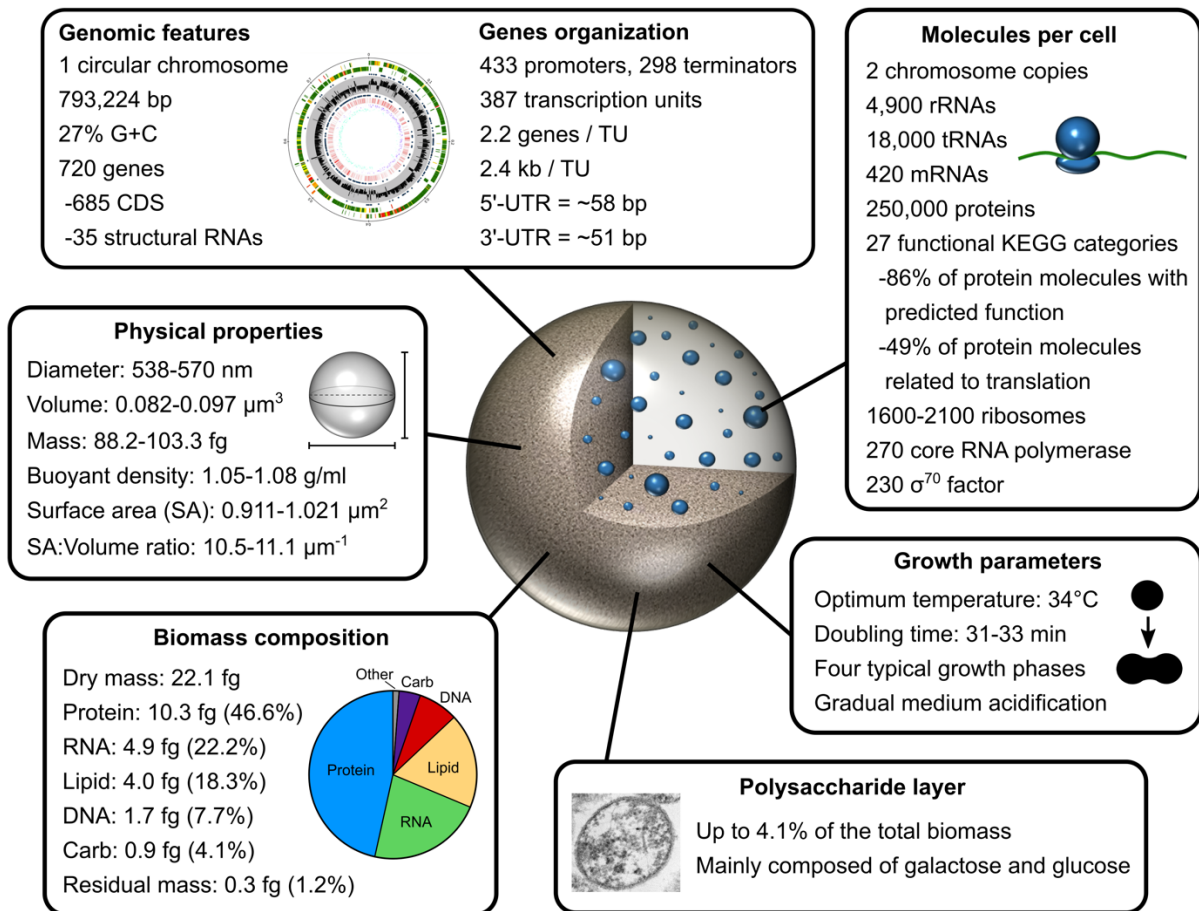 Genomic features
1 circular chromosome
793,224 bp
27% G+C
720 genes
-685 CDS
-35 structural RNAs
Genes organization
433 promoters, 298 terminators
387 transcription units
2.2 genes / TU
2.4 kb / TU
5'-UTR = ~58 bp
3'-UTR = ~51 bp
Molecules per cell
2 chromosome copies
4,900 rRNAs
18,000 tRNAs
420 mRNAs
250,000 proteins
27 functional KEGG categories
-86% of protein molecules with
predicted function
-49% of protein molecules
related to translation
1600-2100 ribosomes
270 core RNA polymerase
230 σ⁷⁰ factor
Physical properties
Diameter: 538-570 nm
Volume: 0.082-0.097 µm³
Mass: 88.2-103.3 fg
Buoyant density: 1.05-1.08 g/ml
Surface area (SA): 0.911-1.021 µm²
SA:Volume ratio: 10.5-11.1 µm⁻¹
Growth parameters
Optimum temperature: 34°C
Doubling time: 31-33 min
Four typical growth phases
Gradual medium acidification
Biomass composition
Dry mass: 22.1 fg
Protein: 10.3 fg (46.6%)
RNA: 4.9 fg (22.2%)
Lipid: 4.0 fg (18.3%)
DNA: 1.7 fg (7.7%)
Carb: 0.9 fg (4.1%)
Residual mass: 0.3 fg (1.2%)
Other
Carb
DNA
Protein
Lipid
RNA
Polysaccharide layer
Up to 4.1% of the total biomass
Mainly composed of galactose and glucose